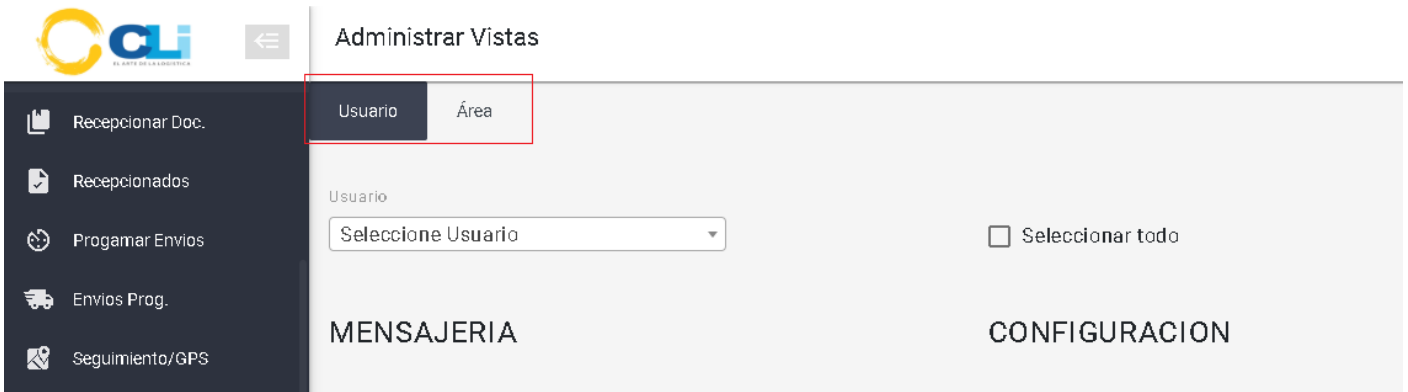 CLi
EL ARTE DE LA LOGISTICA
Administrar Vistas
Recepcionar Doc.
Recepcionados
Progamar Envios
Envios Prog.
Seguimiento/GPS
Usuario
Área
Usuario
Seleccione Usuario
Seleccionar todo
MENSAJERIA
CONFIGURACION